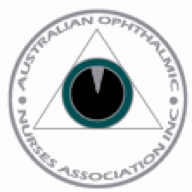 AUSTRALIAN OPHTHALMIC
NURSES ASSOCIATION INC